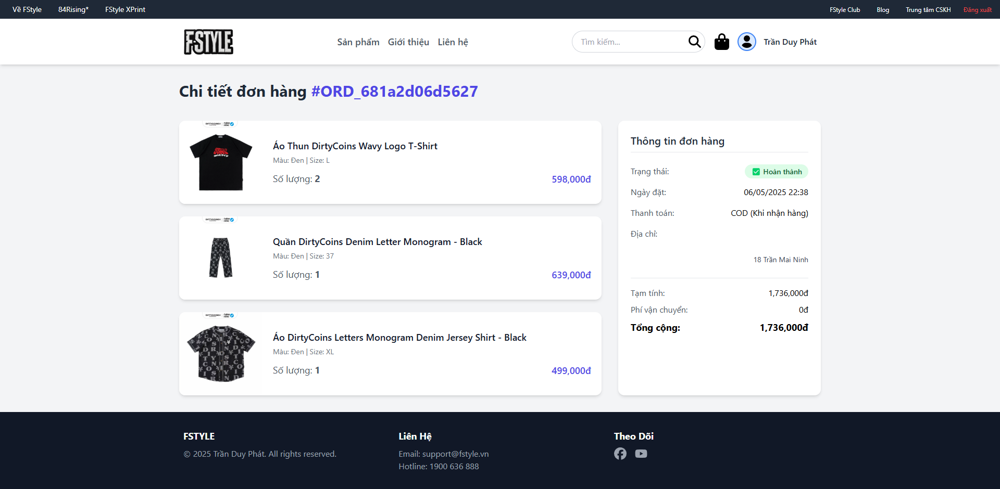 Về FStyle
84Rising*
FStyle XPrint
FStyle Club
Blog
Trung tâm CSKH
Đăng xuất
F-STYLE
Sản phẩm
Giới thiệu
Liên hệ
Tìm kiếm...
Trần Duy Phát
Chi tiết đơn hàng #ORD_681a2d06d5627
DIRTYCOINS
Áo Thun DirtyCoins Wavy Logo T-Shirt
Màu: Đen | Size: L
Số lượng: 2
598,000đ
DIRTYCOINS
Quần DirtyCoins Denim Letter Monogram - Black
Màu: Đen | Size: 37
Số lượng: 1
639,000đ
DIRTYCOINS
Áo DirtyCoins Letters Monogram Denim Jersey Shirt - Black
Màu: Đen | Size: XL
Số lượng: 1
499,000đ
Thông tin đơn hàng
Trạng thái:
Hoàn thành
Ngày đặt:
06/05/2025 22:38
Thanh toán:
COD (Khi nhận hàng)
Địa chỉ:
18 Trần Mai Ninh
Tạm tính:
1,736,000đ
Phí vận chuyển:
0đ
Tổng cộng:
1,736,000đ
FSTYLE
© 2025 Trần Duy Phát. All rights reserved.
Liên Hệ
Email: support@fstyle.vn
Hotline: 1900 636 888
Theo Dõi